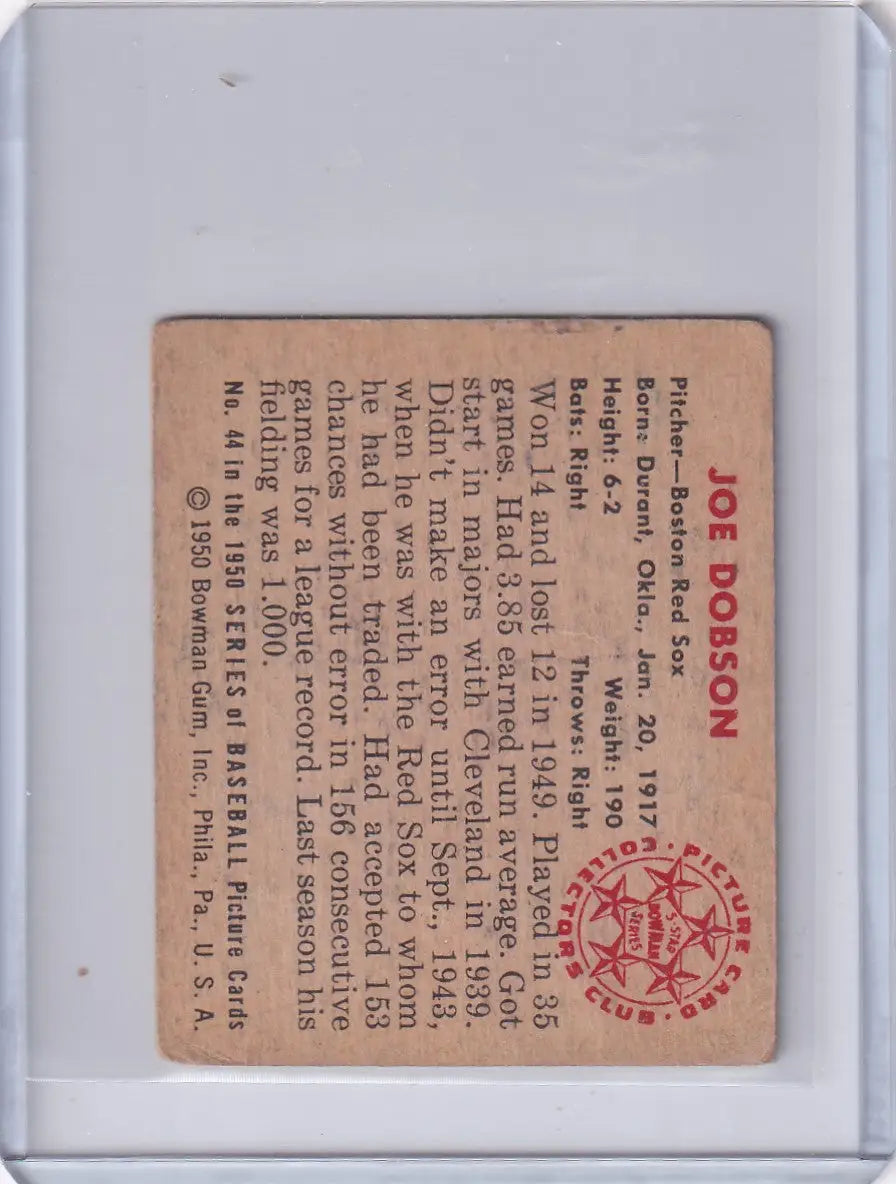 JOE DOBSON
Pitcher—Boston Red Sox
Born: Durant, Okla., Jan. 20, 1917
Height: 6-2 Weight: 190
Bats: Right Throws: Right
Won 14 and lost 12 in 1949. Played in 35
games. Had 3.85 earned run average. Got
start in majors with Cleveland in 1939.
Didn't make an error until Sept., 1943,
when he was with the Red Sox to whom
he had been traded. Had accepted 153
chances without error in 156 consecutive
games for a league record. Last season his
fielding was 1.000.
No. 44 in the 1950 SERIES of BASEBALL Picture Cards
© 1950 Bowman Gum, Inc., Phila., Pa., U. S. A.
PICTURE CARD COLLECTORS CLUB
5-STAR
BOWMAN
SERIES